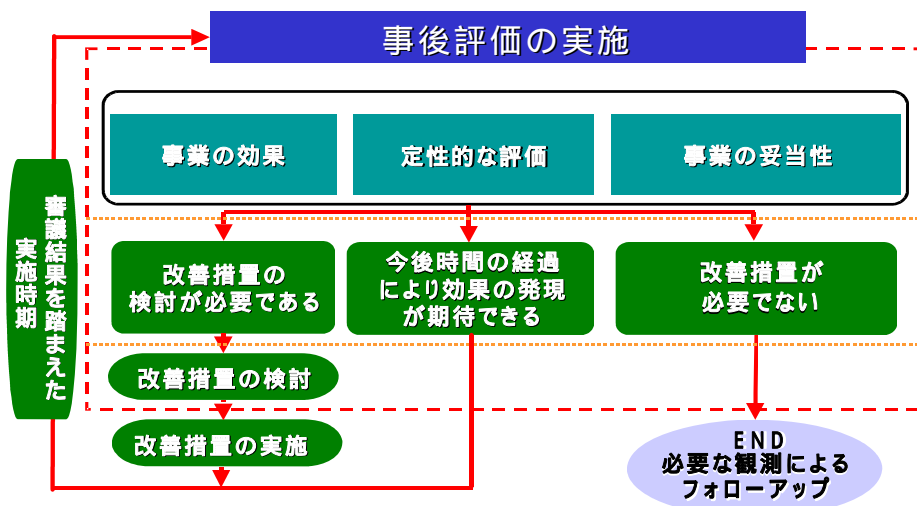 事後評価の実施
事業の効果
定性的な評価
事業の妥当性
審議結果を踏まえた
実施時期
改善措置の
検討が必要である
今後時間の経過
により効果の発現
が期待できる
改善措置が
必要でない
改善措置の検討
改善措置の実施
END
必要な観測による
フォローアップ